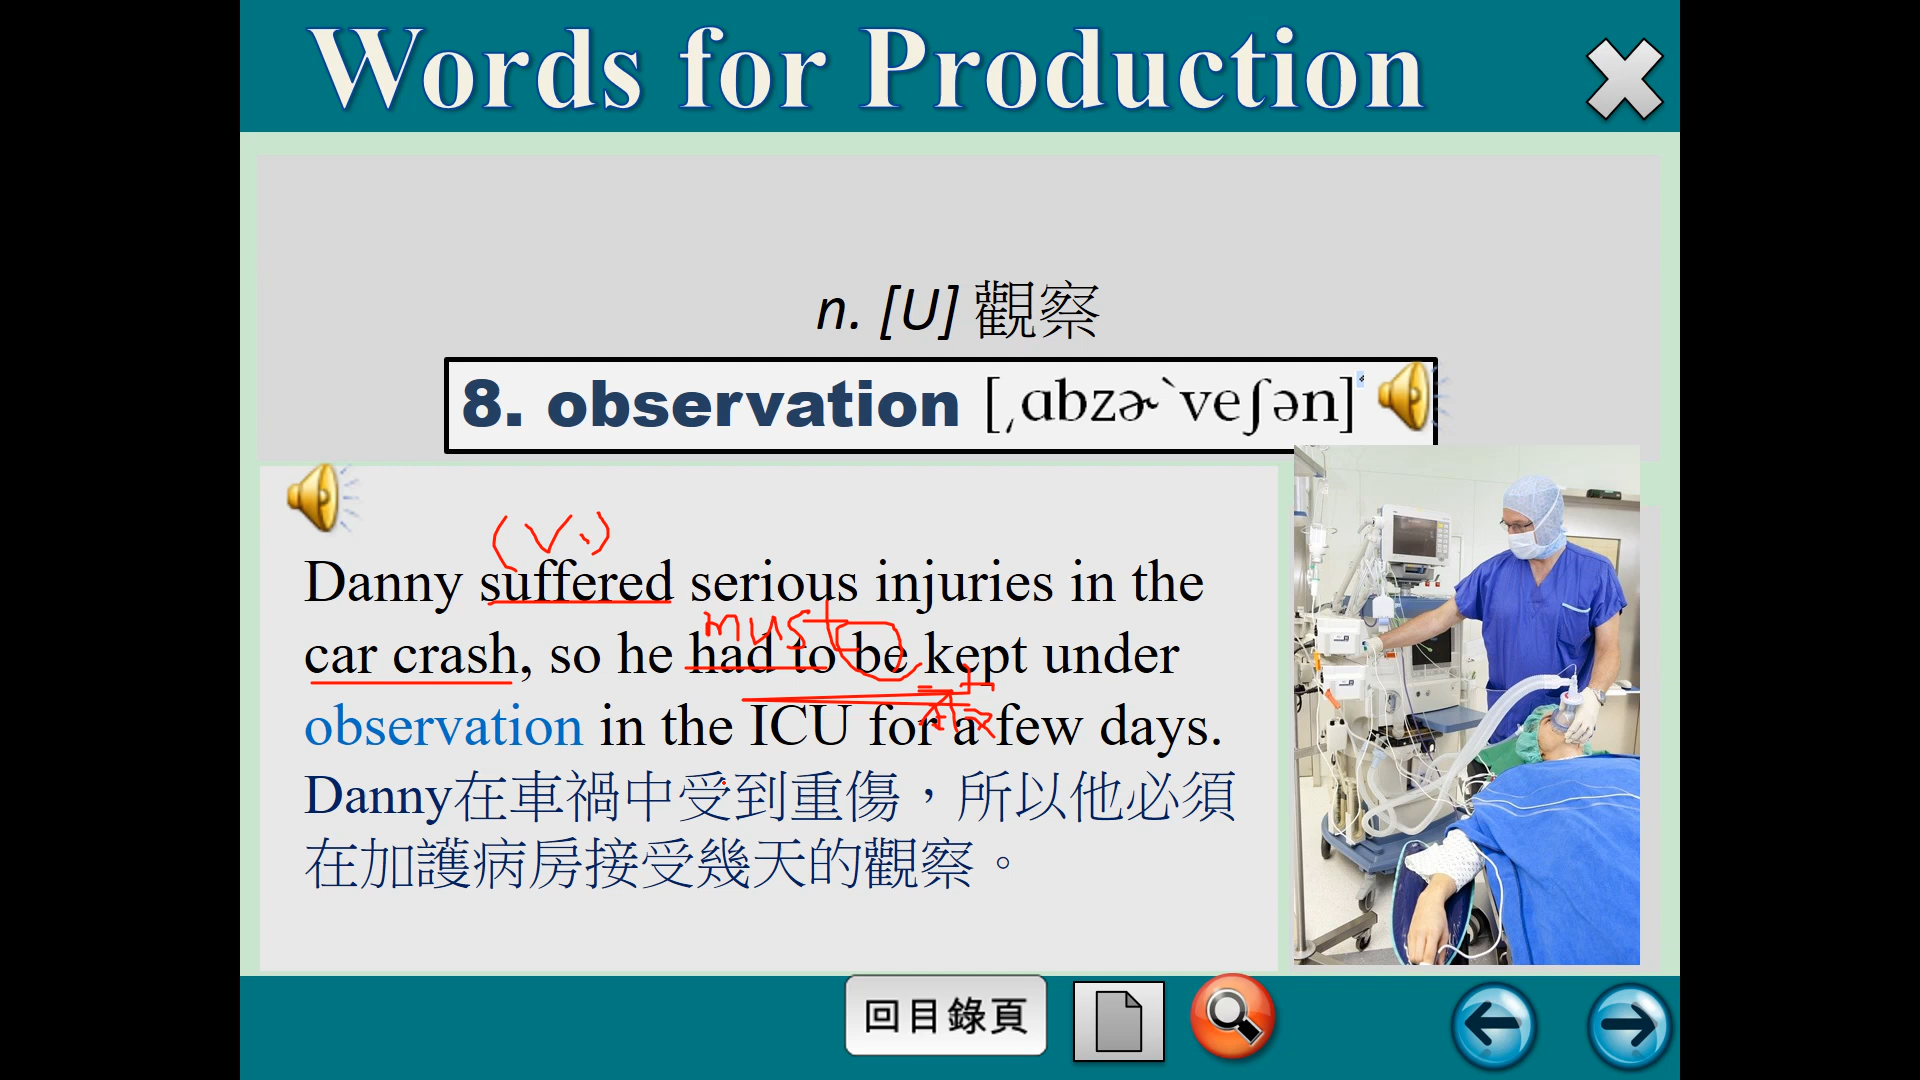 Words for Production
n. [U] 觀察
8. observation [ˌɑbzɚˋveʃən]
(v.)
Danny suffered serious injuries in the
must
car crash, so he had to be kept under
observation in the ICU for a few days.
Danny在車禍中受到重傷，所以他必須
在加護病房接受幾天的觀察。
回目錄頁